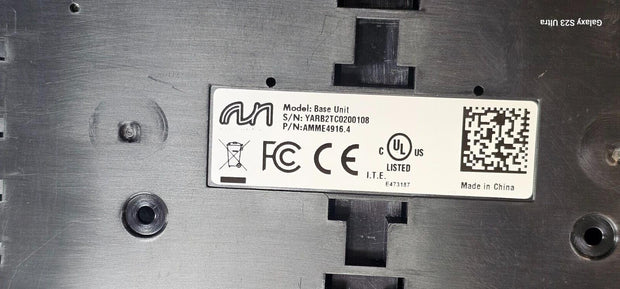 Model: Base Unit
S/N: YARB2TC0200108
P/N:AMME4916.4
FC CE
C UL US
LISTED
I.T.E.
E473187
Made in China
Galaxy S23 Ultra